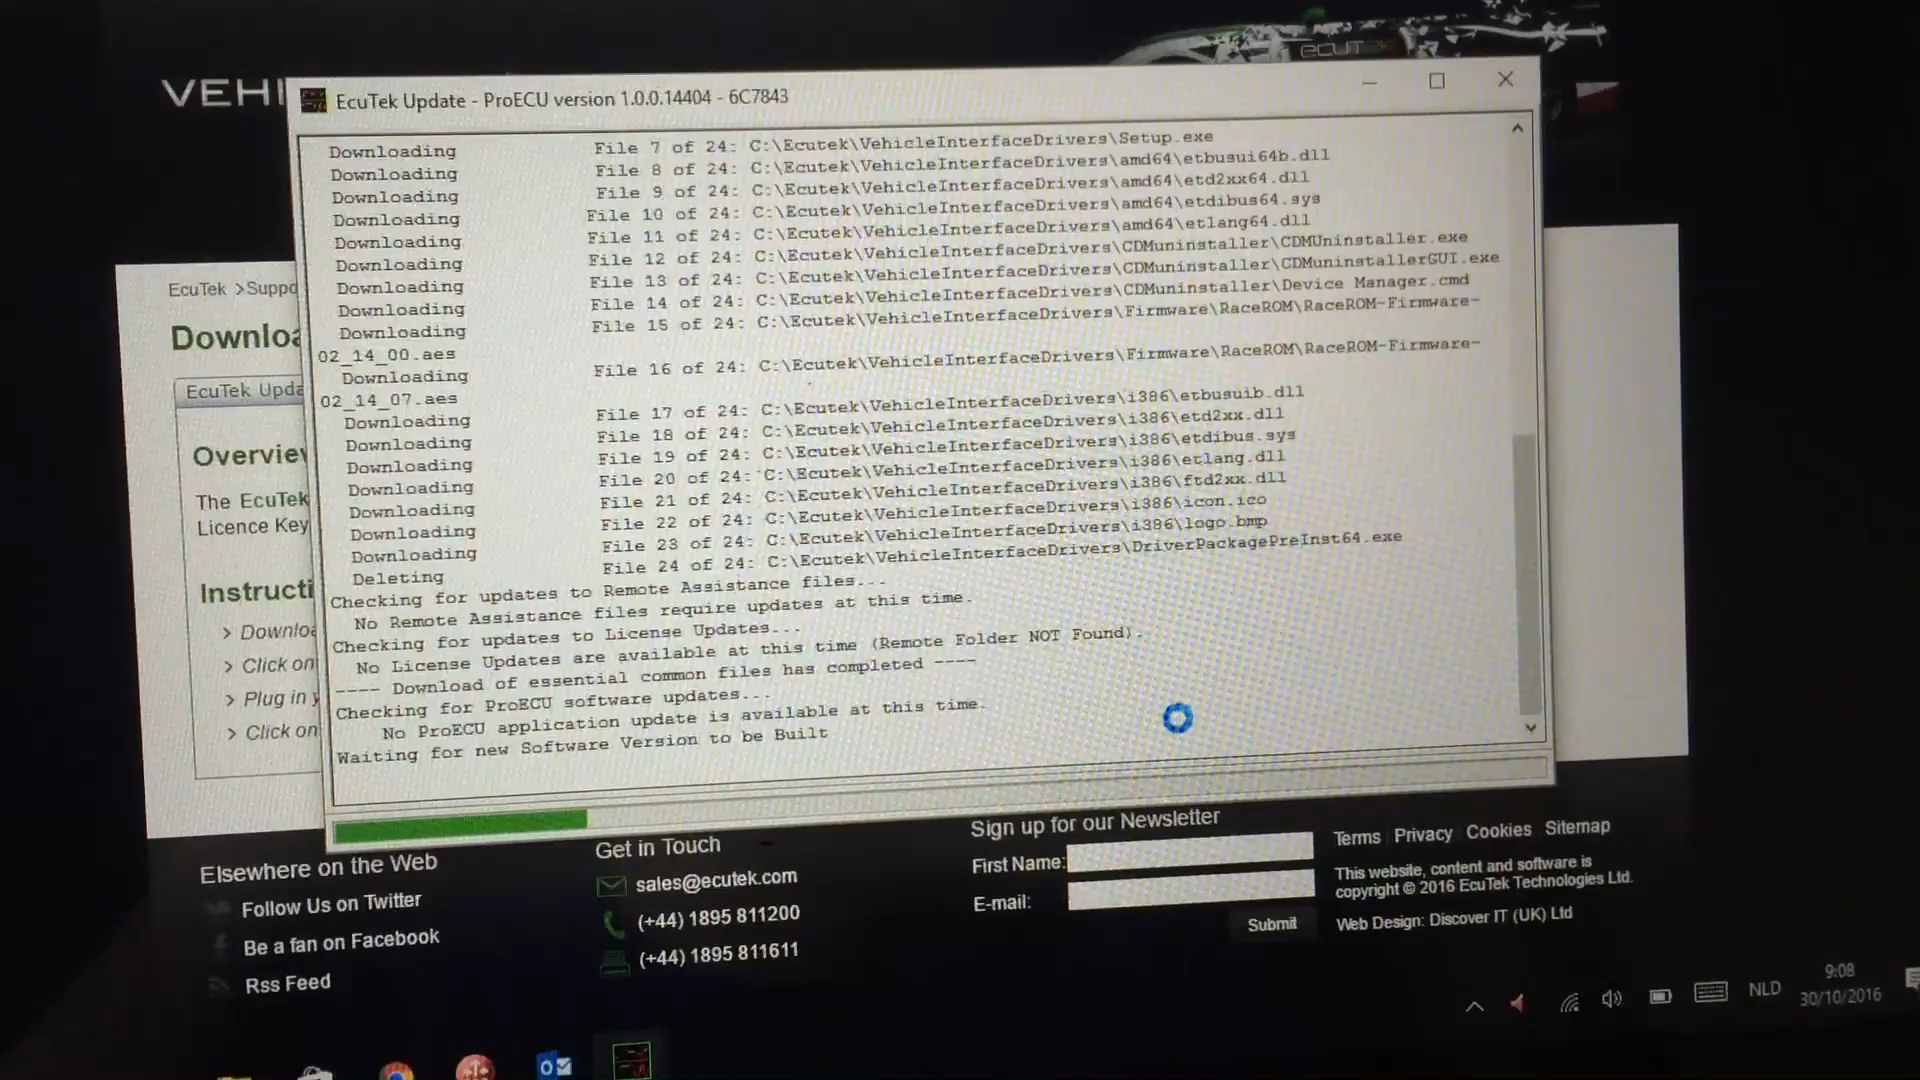 VEHI
ECUTEK
EcuTek Update - ProECU version 1.0.0.14404 - 6C7843
Downloading File 7 of 24: C:\Ecutek\VehicleInterfaceDrivers\Setup.exe
Downloading File 8 of 24: C:\Ecutek\VehicleInterfaceDrivers\amd64\etbusui64b.dll
Downloading File 9 of 24: C:\Ecutek\VehicleInterfaceDrivers\amd64\etd2xx64.dll
Downloading File 10 of 24: C:\Ecutek\VehicleInterfaceDrivers\amd64\etdibus64.sys
Downloading File 11 of 24: C:\Ecutek\VehicleInterfaceDrivers\amd64\etlang64.dll
Downloading File 12 of 24: C:\Ecutek\VehicleInterfaceDrivers\CDMuninstaller\CDMUninstaller.exe
Downloading File 13 of 24: C:\Ecutek\VehicleInterfaceDrivers\CDMuninstaller\CDMuninstallerGUI.exe
Downloading File 14 of 24: C:\Ecutek\VehicleInterfaceDrivers\CDMuninstaller\Device Manager.cmd
Downloading File 15 of 24: C:\Ecutek\VehicleInterfaceDrivers\Firmware\RaceROM\RaceROM-Firmware-
02_14_00.aes
Downloading File 16 of 24: C:\Ecutek\VehicleInterfaceDrivers\Firmware\RaceROM\RaceROM-Firmware-
02_14_07.aes
Downloading File 17 of 24: C:\Ecutek\VehicleInterfaceDrivers\i386\etbusuib.dll
Downloading File 18 of 24: C:\Ecutek\VehicleInterfaceDrivers\i386\etd2xx.dll
Downloading File 19 of 24: C:\Ecutek\VehicleInterfaceDrivers\i386\etdibus.sys
Downloading File 20 of 24: C:\Ecutek\VehicleInterfaceDrivers\i386\etlang.dll
Downloading File 21 of 24: C:\Ecutek\VehicleInterfaceDrivers\i386\ftd2xx.dll
Downloading File 22 of 24: C:\Ecutek\VehicleInterfaceDrivers\i386\icon.ico
Downloading File 23 of 24: C:\Ecutek\VehicleInterfaceDrivers\i386\logo.bmp
Deleting File 24 of 24: C:\Ecutek\VehicleInterfaceDrivers\DriverPackagePreInst64.exe
Checking for updates to Remote Assistance files...
No Remote Assistance files require updates at this time.
Checking for updates to License Updates...
No License Updates are available at this time (Remote Folder NOT Found).
---- Download of essential common files has completed ----
Checking for ProECU software updates...
No ProECU application update is available at this time.
Waiting for new Software Version to be Built
EcuTek >Suppo
Downloa
EcuTek Upda
Overview
The EcuTek
Licence Key
Instructi
> Downloa
> Click on
> Plug in y
> Click on
Elsewhere on the Web
Follow Us on Twitter
Be a fan on Facebook
Rss Feed
Get in Touch
sales@ecutek.com
(+44) 1895 811200
(+44) 1895 811611
Sign up for our Newsletter
First Name:
E-mail:
Submit
Terms Privacy Cookies Sitemap
This website, content and software is
copyright © 2016 EcuTek Technologies Ltd.
Web Design: Discover IT (UK) Ltd
NLD
9:08
30/10/2016